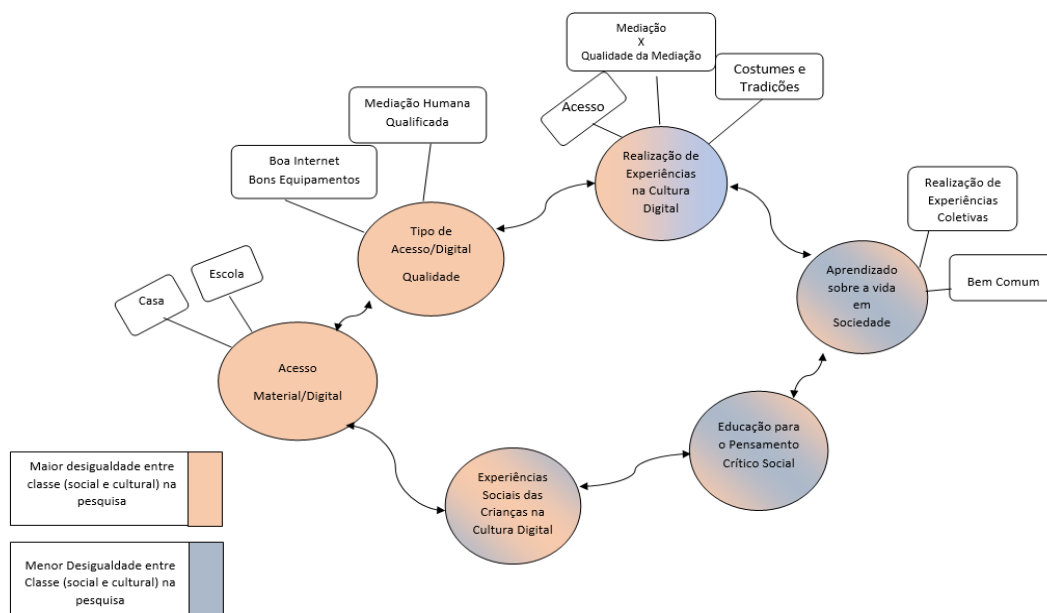 Mediação
X
Qualidade da Mediação
Costumes e
Tradições
Acesso
Mediação Humana
Qualificada
Boa Internet
Bons Equipamentos
Realização de
Experiências
na Cultura
Digital
Realização de
Experiências
Coletivas
Tipo de
Acesso/Digital
Qualidade
Escola
Casa
Aprendizado
sobre a vida
em
Sociedade
Bem Comum
Acesso
Material/Digital
Educação para
o Pensamento
Crítico Social
Experiências
Sociais das
Crianças na
Cultura Digital
Maior desigualdade entre
classe (social e cultural) na
pesquisa
Menor Desigualdade entre
Classe (social e cultural) na
pesquisa